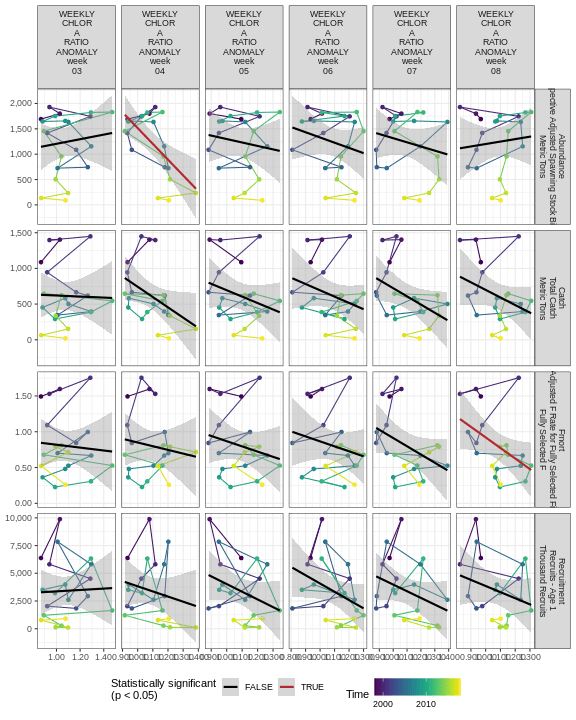 WEEKLY CHLOR A RATIO ANOMALY week 03
WEEKLY CHLOR A RATIO ANOMALY week 04
WEEKLY CHLOR A RATIO ANOMALY week 05
WEEKLY CHLOR A RATIO ANOMALY week 06
WEEKLY CHLOR A RATIO ANOMALY week 07
WEEKLY CHLOR A RATIO ANOMALY week 08
2,000
1,500
1,000
500
0
Abundance
Adjusted Spawning Stock
Metric Tons
1,500
1,000
500
0
Catch
Total Catch
Metric Tons
1.50
1.00
0.50
0.00
Fmort
Adjusted F Rate for Fully Selected
Fully Selected F
10,000
7,500
5,000
2,500
0
Recruitment
Recruits - Age 1
Thousand Recruits
1.00 1.20
Statistically significant
(p < 0.05)
FALSE
TRUE
Time
2000 2010